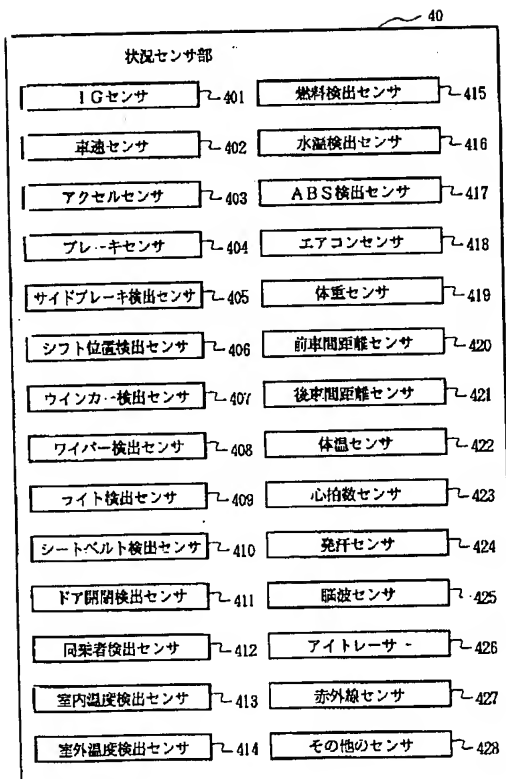 40
状況センサ部
IGセンサ 401
車速センサ 402
アクセルセンサ 403
ブレーキセンサ 404
サイドブレーキ検出センサ 405
シフト位置検出センサ 406
ウインカー検出センサ 407
ワイパー検出センサ 408
ライト検出センサ 409
シートベルト検出センサ 410
ドア開閉検出センサ 411
同乗者検出センサ 412
室内温度検出センサ 413
室外温度検出センサ 414
燃料検出センサ 415
水温検出センサ 416
ABS検出センサ 417
エアコンセンサ 418
体重センサ 419
前車間距離センサ 420
後車間距離センサ 421
体温センサ 422
心拍数センサ 423
発汗センサ 424
脳波センサ 425
アイトレーサー 426
赤外線センサ 427
その他のセンサ 428